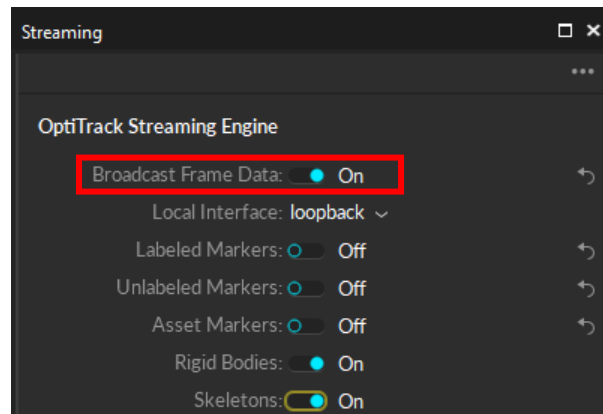 Streaming
OptiTrack Streaming Engine
Broadcast Frame Data: On
Local Interface: loopback
Labeled Markers: Off
Unlabeled Markers: Off
Asset Markers: Off
Rigid Bodies: On
Skeletons: On